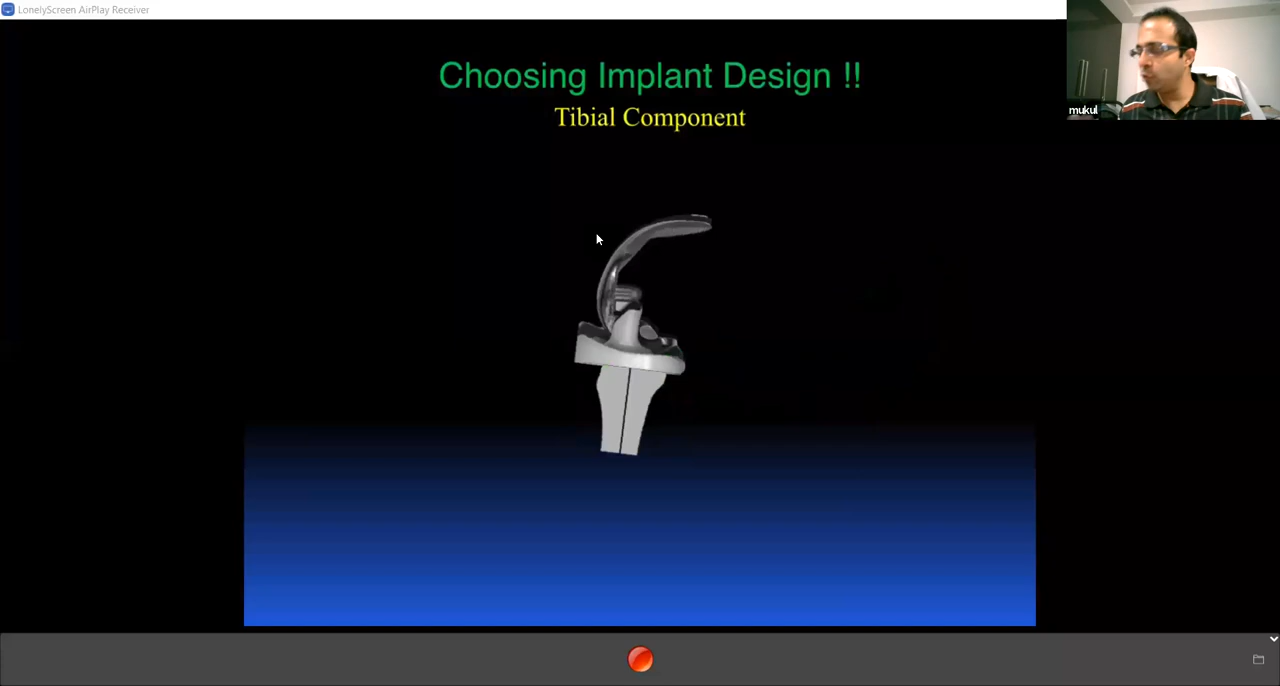 LonelyScreen AirPlay Receiver
Choosing Implant Design !!
Tibial Component
mukul